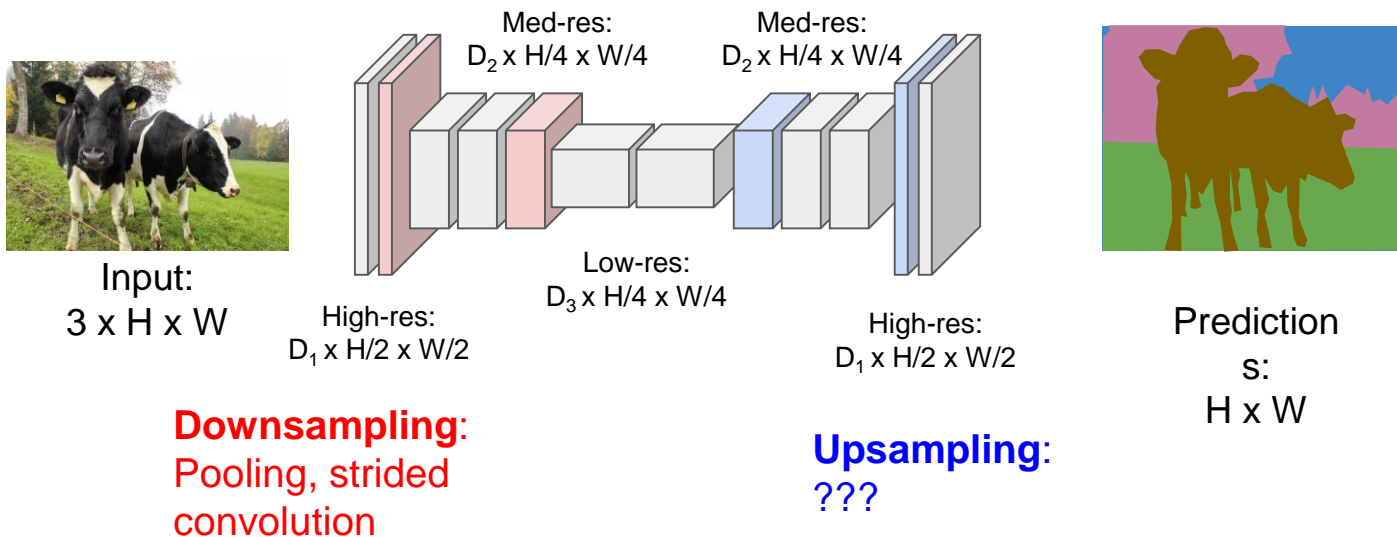 Med-res:
D₂ x H/4 x W/4
Med-res:
D₂ x H/4 x W/4
Input:
3 x H x W
High-res:
D₁ x H/2 x W/2
Low-res:
D₃ x H/4 x W/4
High-res:
D₁ x H/2 x W/2
Prediction
s:
H x W
Downsampling:
Pooling, strided
convolution
Upsampling:
???